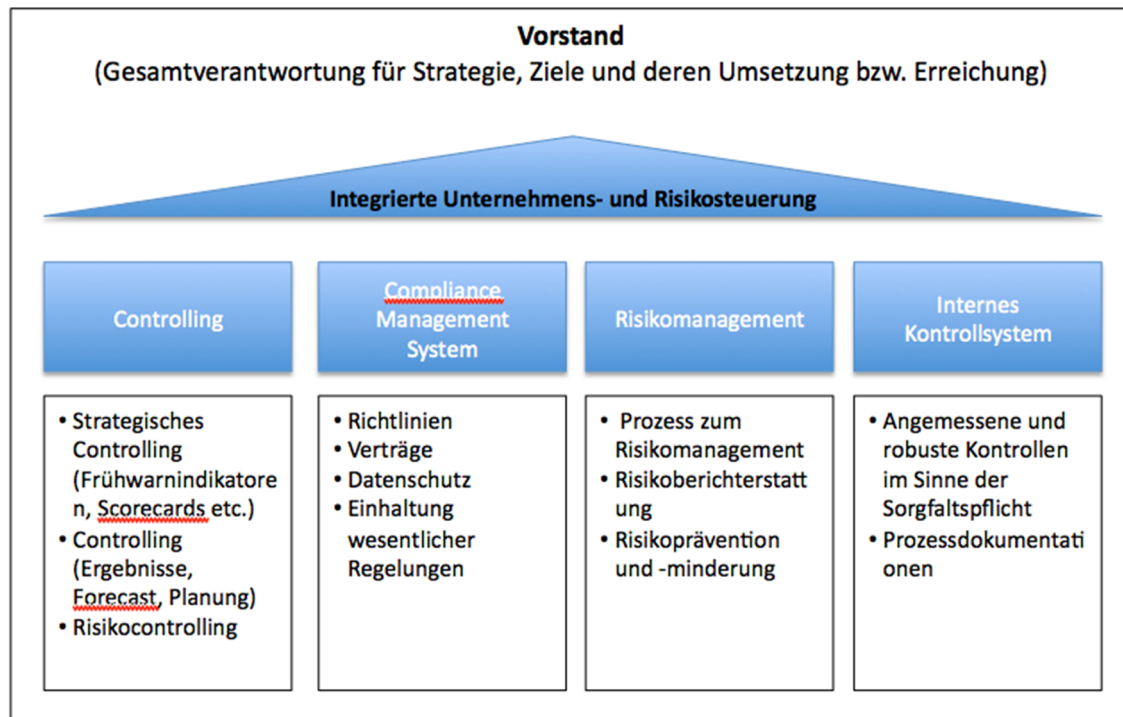 Vorstand
(Gesamtverantwortung für Strategie, Ziele und deren Umsetzung bzw. Erreichung)
Integrierte Unternehmens- und Risikosteuerung
Controlling
• Strategisches
Controlling
(Frühwarnindikatore
n, Scorecards etc.)
• Controlling
(Ergebnisse,
Forecast, Planung)
• Risikocontrolling
Compliance
Management
System
• Richtlinien
• Verträge
• Datenschutz
• Einhaltung
wesentlicher
Regelungen
Risikomanagement
• Prozess zum
Risikomanagement
• Risikoberichterstatt
ung
• Risikoprävention
und -minderung
Internes
Kontrollsystem
• Angemessene und
robuste Kontrollen
im Sinne der
Sorgfaltspflicht
• Prozessdokumentati
onen